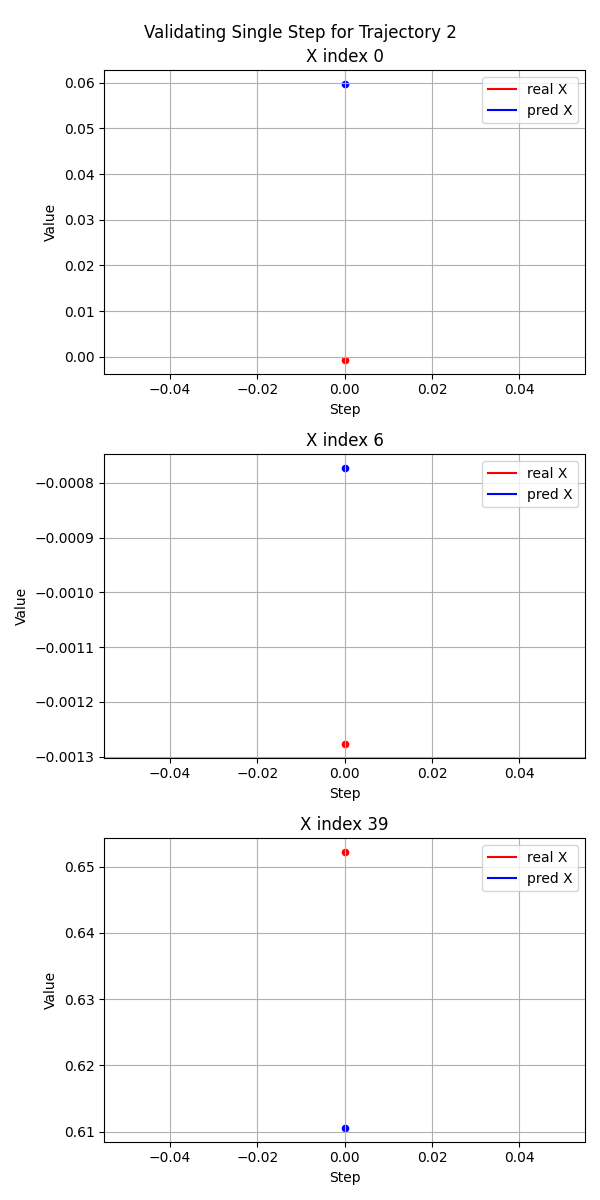 Validating Single Step for Trajectory 2
X index 0
0.06
0.05
0.04
0.03
0.02
0.01
0.00
Value
real X
pred X
−0.04
−0.02
0.00
0.02
0.04
Step
X index 6
−0.0008
−0.0009
−0.0010
−0.0011
−0.0012
−0.0013
Value
real X
pred X
−0.04
−0.02
0.00
0.02
0.04
Step
X index 39
0.65
0.64
0.63
0.62
0.61
Value
real X
pred X
−0.04
−0.02
0.00
0.02
0.04
Step